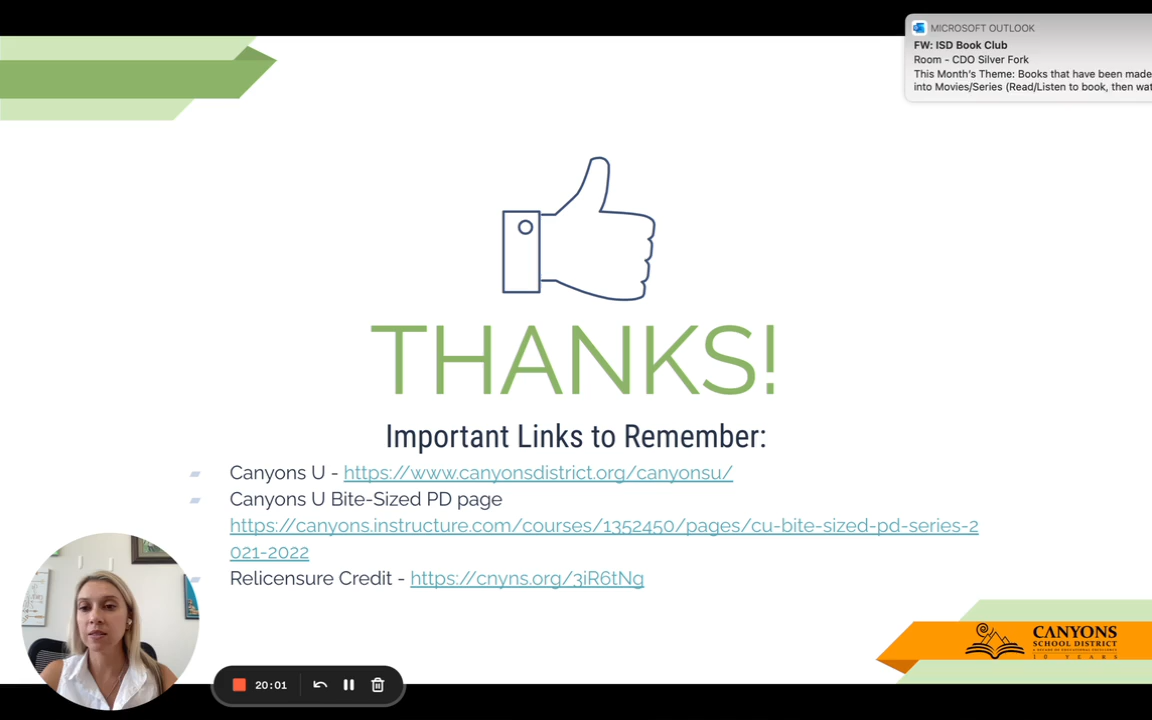 MICROSOFT OUTLOOK
FW: ISD Book Club
Room - CDO Silver Fork
This Month's Theme: Books that have been made
into Movies/Series (Read/Listen to book, then wat
THANKS!
Important Links to Remember:
Canyons U - https://www.canyonsdistrict.org/canyonsu/
Canyons U Bite-Sized PD page
https://canyons.instructure.com/courses/1352450/pages/cu-bite-sized-pd-series-2
021-2022
Relicensure Credit - https://cnyns.org/3iR6tNg
CANYONS
SCHOOL DISTRICT
10 YEARS
20:01